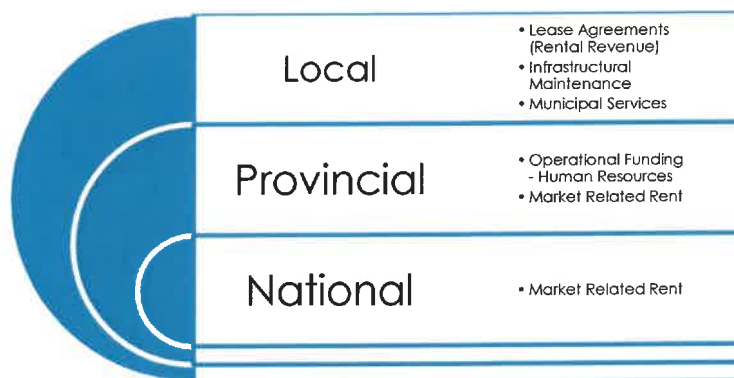 Local
• Lease Agreements
(Rental Revenue)
• Infrastructural
Maintenance
• Municipal Services
Provincial
• Operational Funding
- Human Resources
• Market Related Rent
National
• Market Related Rent